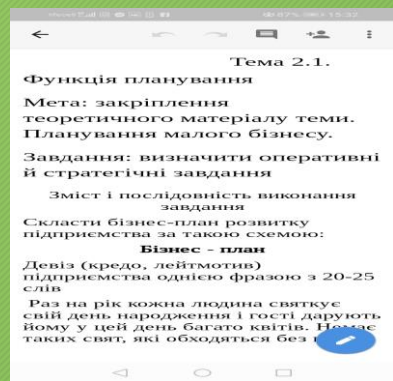 87% 15:32
Тема 2.1.
Функція планування
Мета: закріплення
теоретичного матеріалу теми.
Планування малого бізнесу.
Завдання: визначити оперативні
й стратегічні завдання
Зміст і послідовність виконання
завдання
Скласти бізнес-план розвитку
підприємства за такою схемою:
Бізнес - план
Девіз (кредо, лейтмотив)
підприємства однією фразою з 20-25
слів
Раз на рік кожна людина святкує
свій день народження і гості дарують
йому у цей день багато квітів. Немає
таких свят, які обходяться без